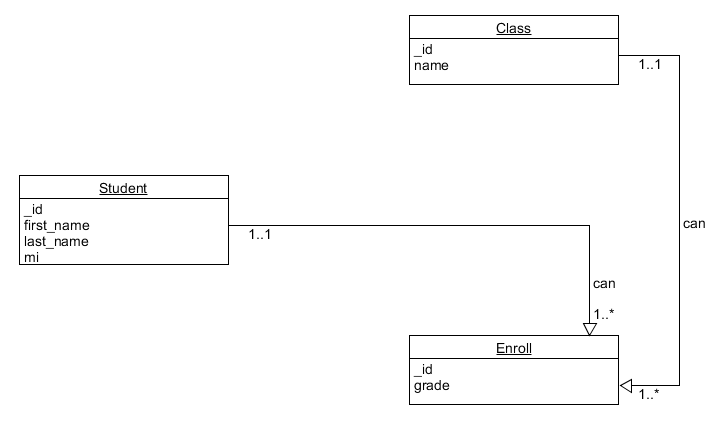 Class
_id
name
1..1
can
Student
_id
first_name
last_name
mi
1..1
can
1..*
Enroll
_id
grade
1..*